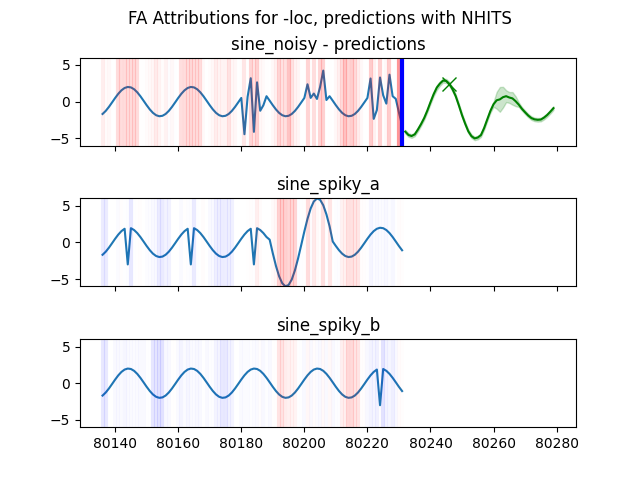 FA Attributions for -loc, predictions with NHITS
sine_noisy - predictions
5
0
−5
sine_spiky_a
5
0
−5
sine_spiky_b
5
0
−5
80140 80160 80180 80200 80220 80240 80260 80280